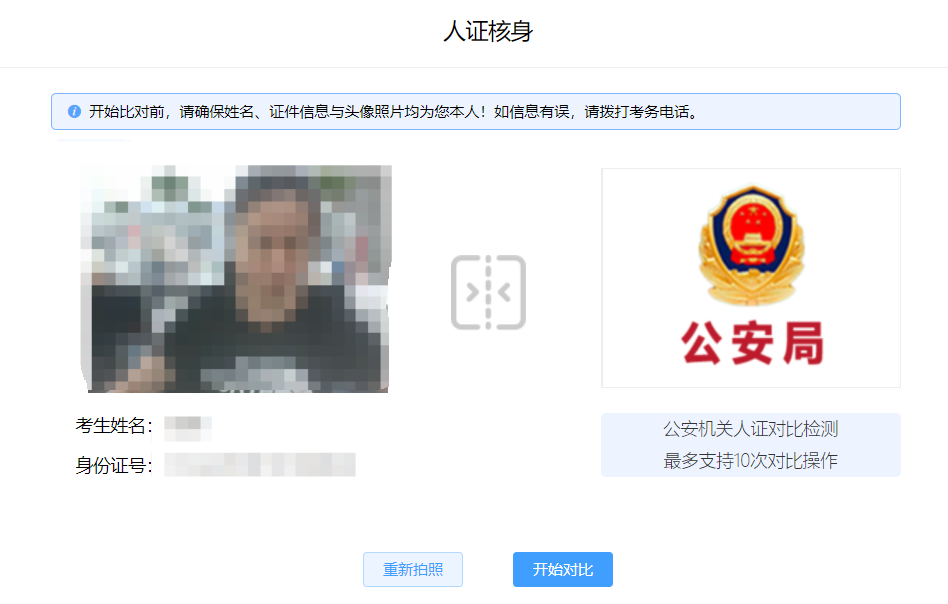 人证核身
开始比对前，请确保姓名、证件信息与头像照片均为您本人！如信息有误，请拨打考务电话。
公安局
考生姓名：
身份证号：
公安机关人证对比检测
最多支持10次对比操作
重新拍照
开始对比